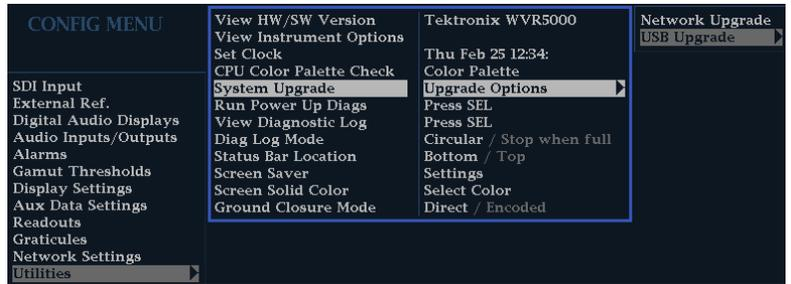 CONFIG MENU
SDI Input
External Ref.
Digital Audio Displays
Audio Inputs/Outputs
Alarms
Gamut Thresholds
Display Settings
Aux Data Settings
Readouts
Graticules
Network Settings
Utilities
View HW/SW Version Tektronix WVR5000
View Instrument Options
Set Clock Thu Feb 25 12:34:
CPU Color Palette Check Color Palette
System Upgrade Upgrade Options
Run Power Up Diags Press SEL
View Diagnostic Log Press SEL
Diag Log Mode Circular / Stop when full
Status Bar Location Bottom / Top
Screen Saver Settings
Screen Solid Color Select Color
Ground Closure Mode Direct / Encoded
Network Upgrade
USB Upgrade